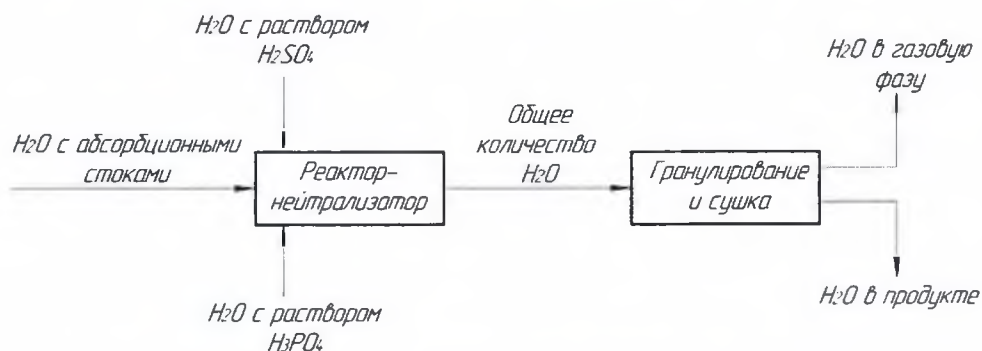 H2O с раствором
H2SO4
H2O с абсорбционными
стоками
Реактор-
нейтрализатор
H2O с раствором
H3PO4
Общее
количество
H2O
Гранулирование
и сушка
H2O в газовую
фазу
H2O в продукте